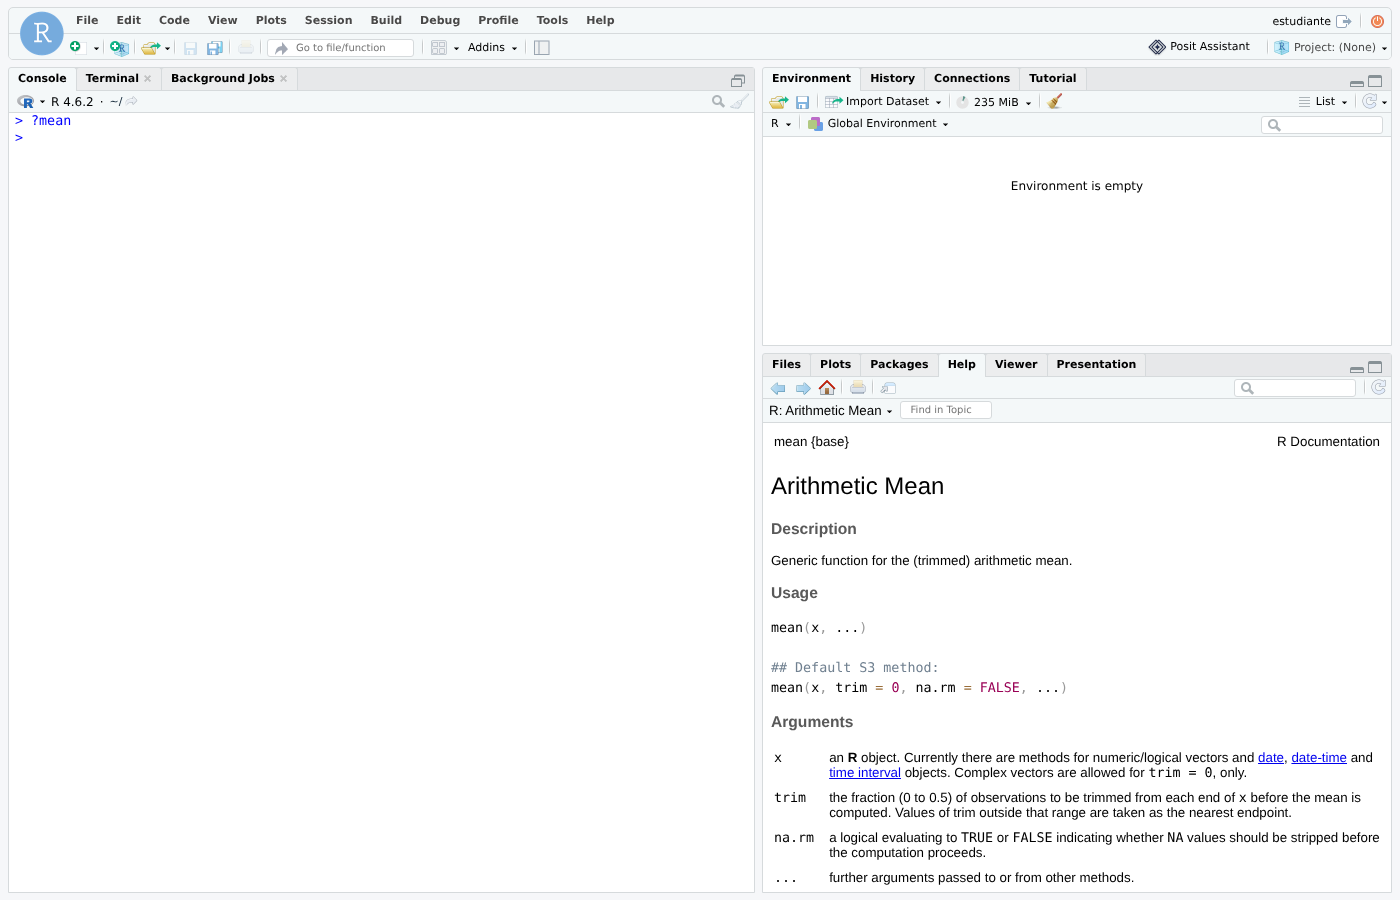 R
File Edit Code View Plots Session Build Debug Profile Tools Help
estudiante
Go to file/function
Addins
Posit Assistant
Project: (None)
Console Terminal Background Jobs
R 4.6.2 · ~/
> ?mean
>
Environment History Connections Tutorial
Import Dataset
235 MiB
List
R
Global Environment
Environment is empty
Files Plots Packages Help Viewer Presentation
R: Arithmetic Mean
Find in Topic
mean {base}
R Documentation
Arithmetic Mean
Description
Generic function for the (trimmed) arithmetic mean.
Usage
mean(x, ...)
## Default S3 method:
mean(x, trim = 0, na.rm = FALSE, ...)
Arguments
x an R object. Currently there are methods for numeric/logical vectors and date, date-time and
time interval objects. Complex vectors are allowed for trim = 0, only.
trim the fraction (0 to 0.5) of observations to be trimmed from each end of x before the mean is
computed. Values of trim outside that range are taken as the nearest endpoint.
na.rm a logical evaluating to TRUE or FALSE indicating whether NA values should be stripped before
the computation proceeds.
... further arguments passed to or from other methods.